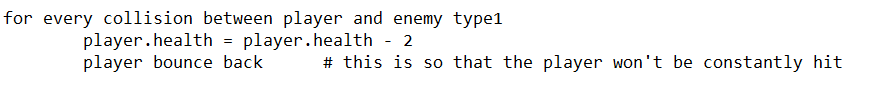 for every collision between player and enemy type1
        player.health = player.health - 2
        player bounce back      # this is so that the player won't be constantly hit